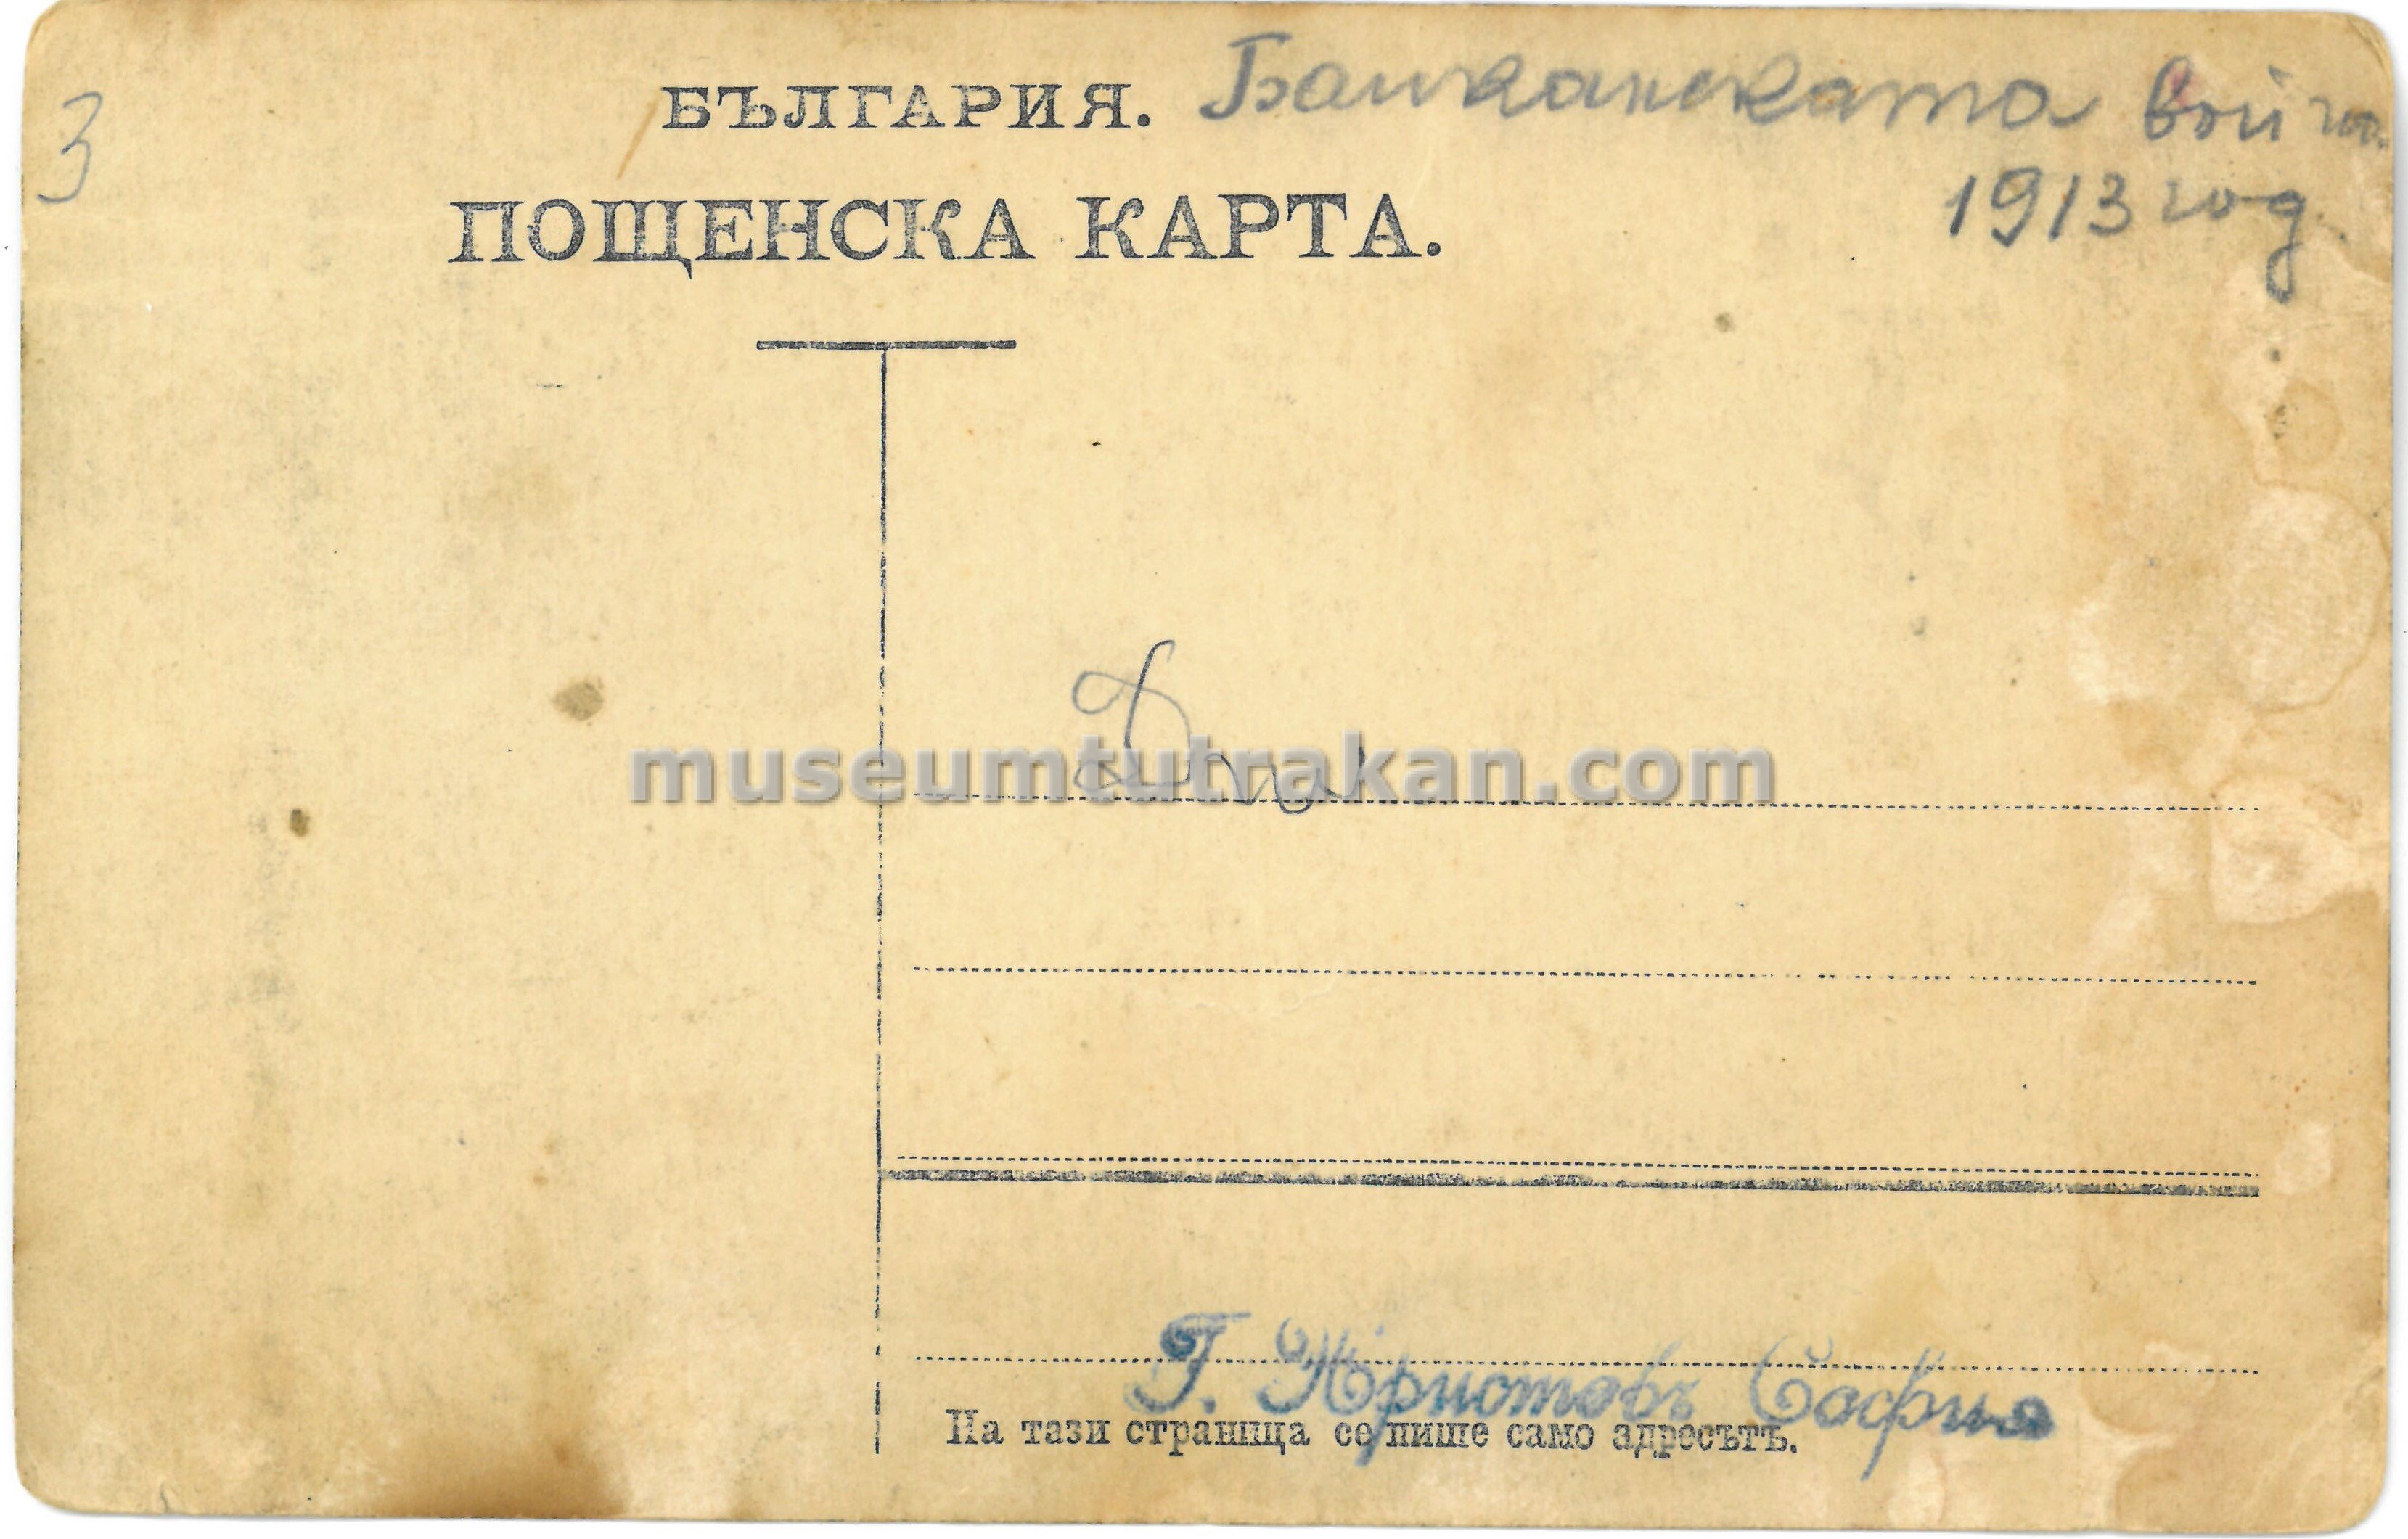 3
БЪЛГАРИЯ.
Балканската война
1913 год.
ПОЩЕНСКА КАРТА.
museumtutrakan.com
Г. Христовъ София
На тази страница се пише само адресътъ.